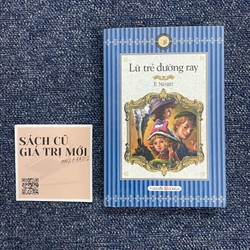 Lũ trẻ đường ray
E. NESBIT
SÁCH CŨ
GIÁ TRỊ MỚI